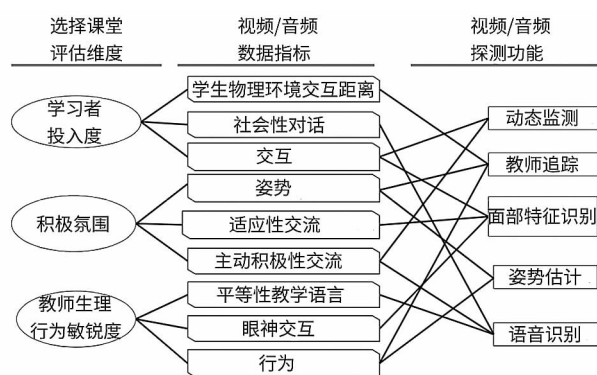 选择课堂
评估维度
视频/音频
数据指标
视频/音频
探测功能
学习者
投入度
积极氛围
教师生理
行为敏锐度
学生物理环境交互距离
社会性对话
交互
姿势
适应性交流
主动积极性交流
平等性教学语言
眼神交互
行为
动态监测
教师追踪
面部特征识别
姿势估计
语音识别